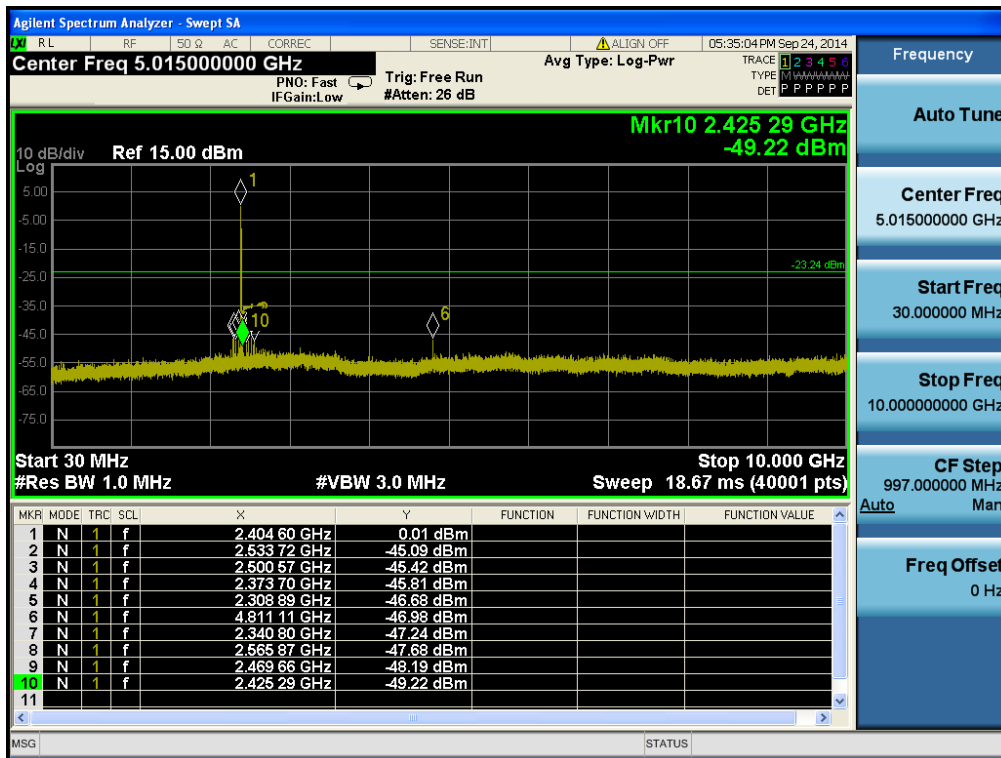 Agilent Spectrum Analyzer - Swept SA
LXI RL RF 50 Ω AC CORREC SENSE:INT ALIGN OFF 05:35:04 PM Sep 24, 2014
Center Freq 5.015000000 GHz
PNO: Fast
IFGain:Low
Trig: Free Run
#Atten: 26 dB
Avg Type: Log-Pwr
TRACE 1 2 3 4 5 6
TYPE MWWWWW
DET P P P P P P
Mkr10 2.425 29 GHz
-49.22 dBm
10 dB/div Ref 15.00 dBm
Log
5.00
-5.00
-15.0
-25.0
-35.0
-45.0
-55.0
-65.0
-75.0
1
-23.24 dBm
10
6
Start 30 MHz Stop 10.000 GHz
#Res BW 1.0 MHz #VBW 3.0 MHz Sweep 18.67 ms (40001 pts)
MKR MODE TRC SCL X Y FUNCTION FUNCTION WIDTH FUNCTION VALUE
1 N 1 f 2.404 60 GHz 0.01 dBm
2 N 1 f 2.533 72 GHz -45.09 dBm
3 N 1 f 2.500 57 GHz -45.42 dBm
4 N 1 f 2.373 70 GHz -45.81 dBm
5 N 1 f 2.308 89 GHz -46.68 dBm
6 N 1 f 4.811 11 GHz -46.98 dBm
7 N 1 f 2.340 80 GHz -47.24 dBm
8 N 1 f 2.565 87 GHz -47.68 dBm
9 N 1 f 2.469 66 GHz -48.19 dBm
10 N 1 f 2.425 29 GHz -49.22 dBm
11
MSG STATUS
Frequency
Auto Tune
Center Freq
5.015000000 GHz
Start Freq
30.000000 MHz
Stop Freq
10.000000000 GHz
CF Step
997.000000 MHz
Auto Man
Freq Offset
0 Hz